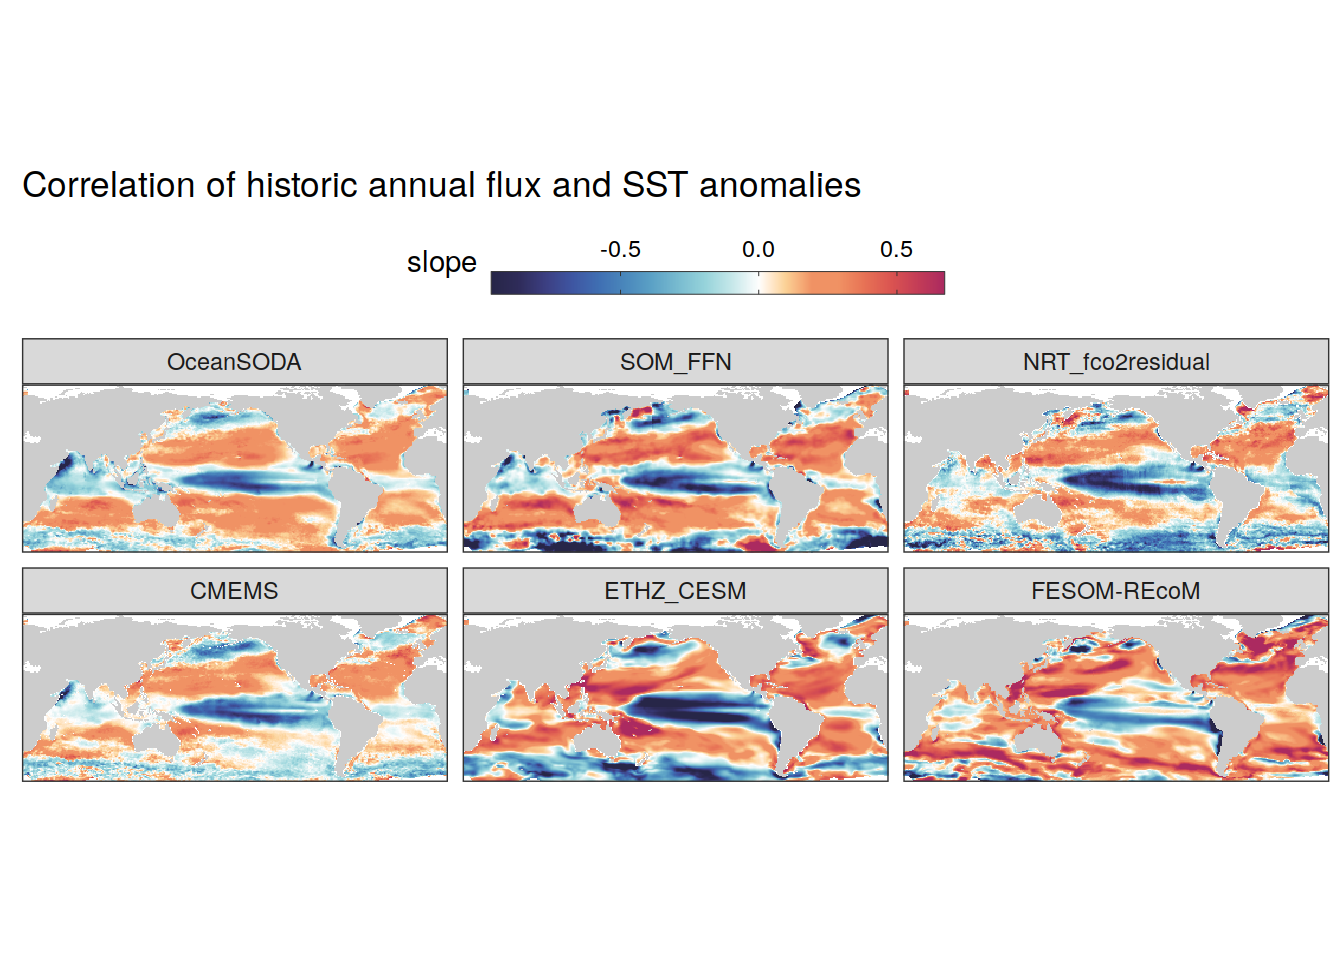 Correlation of historic annual flux and SST anomalies
slope
-0.5 0.0 0.5
OceanSODA SOM_FFN NRT_fco2residual
CMEMS ETHZ_CESM FESOM-REcoM